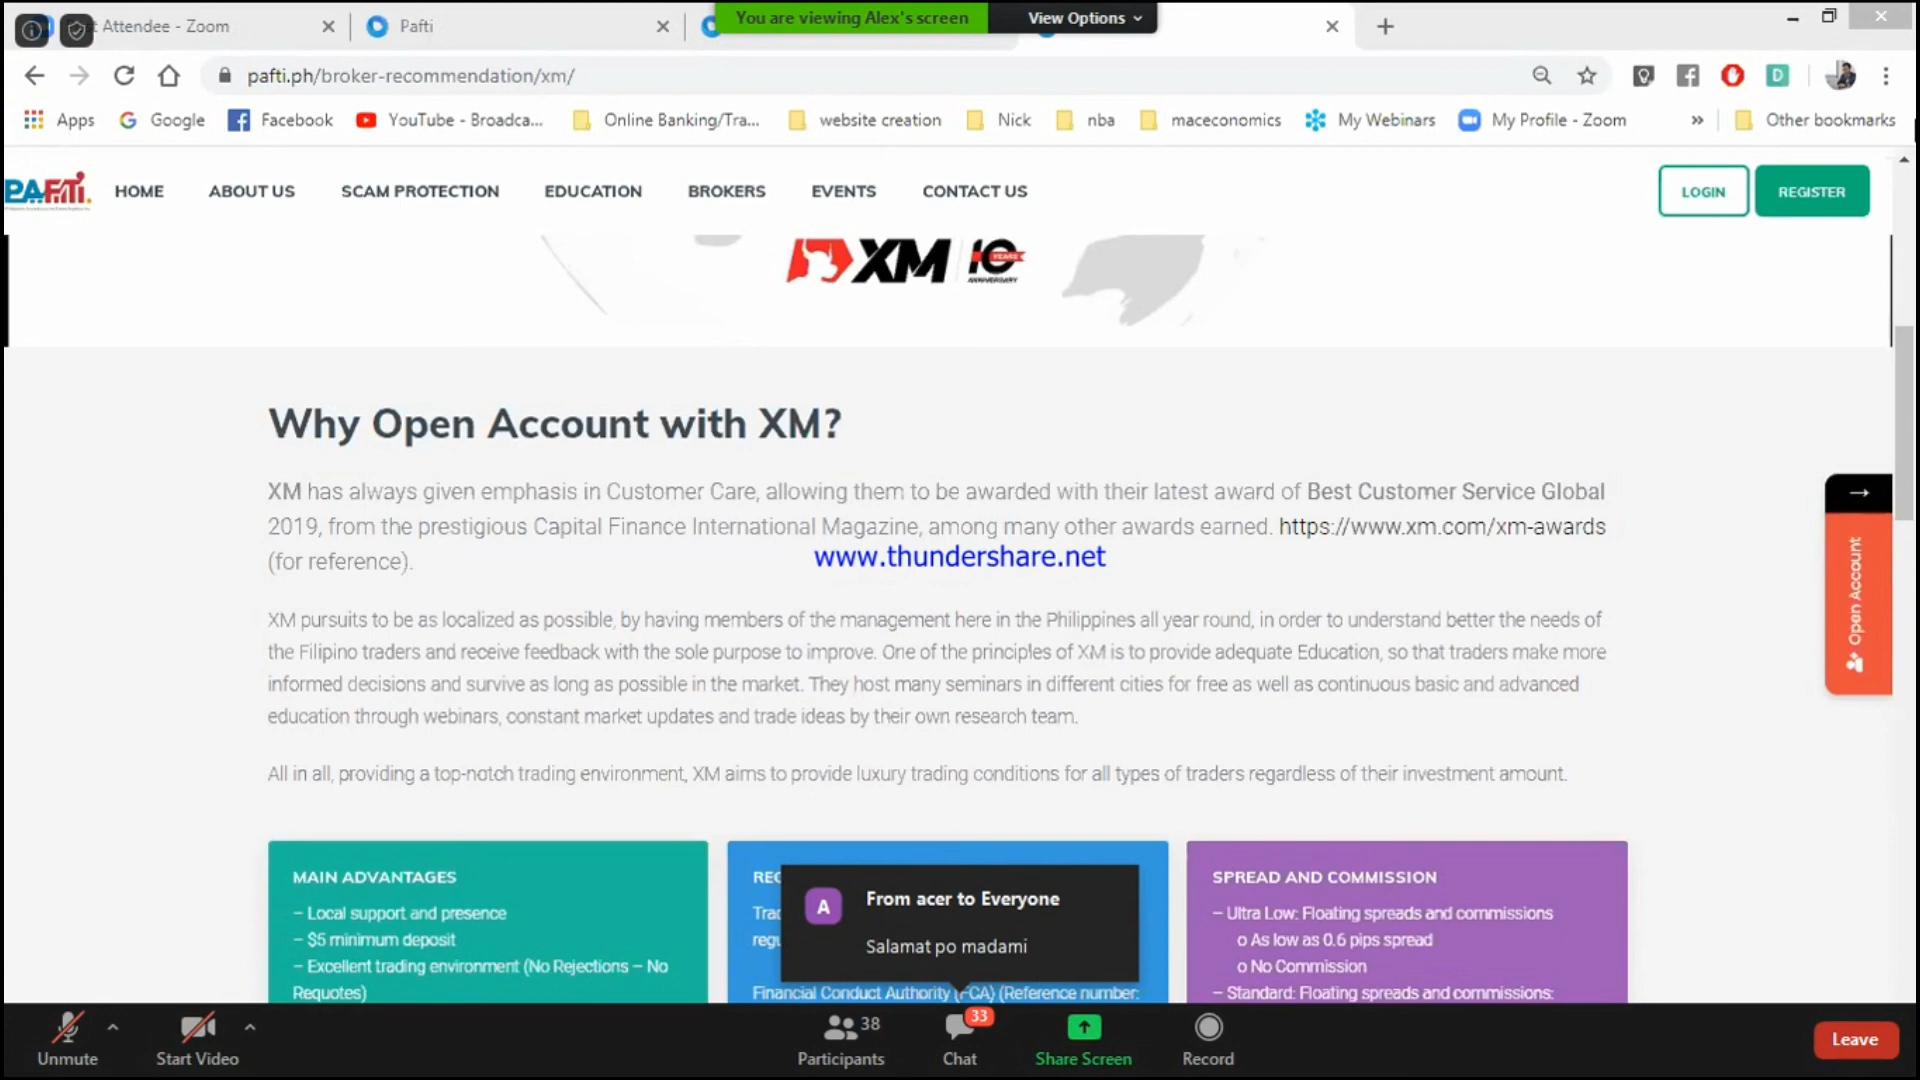 t Attendee - Zoom
Pafti
You are viewing Alex's screen
View Options
pafti.ph/broker-recommendation/xm/
Apps
Google
Facebook
YouTube - Broadca...
Online Banking/Tra...
website creation
Nick
nba
maceconomics
My Webinars
My Profile - Zoom
»
Other bookmarks
PAFTI.
HOME
ABOUT US
SCAM PROTECTION
EDUCATION
BROKERS
EVENTS
CONTACT US
LOGIN
REGISTER
XM
10
YEARS
ANNIVERSARY
Why Open Account with XM?
XM has always given emphasis in Customer Care, allowing them to be awarded with their latest award of Best Customer Service Global
2019, from the prestigious Capital Finance International Magazine, among many other awards earned. https://www.xm.com/xm-awards
(for reference).
www.thundershare.net
Open Account
XM pursuits to be as localized as possible, by having members of the management here in the Philippines all year round, in order to understand better the needs of
the Filipino traders and receive feedback with the sole purpose to improve. One of the principles of XM is to provide adequate Education, so that traders make more
informed decisions and survive as long as possible in the market. They host many seminars in different cities for free as well as continuous basic and advanced
education through webinars, constant market updates and trade ideas by their own research team.
All in all, providing a top-notch trading environment, XM aims to provide luxury trading conditions for all types of traders regardless of their investment amount.
MAIN ADVANTAGES
– Local support and presence
– $5 minimum deposit
– Excellent trading environment (No Rejections – No
Requotes)
REG
Trad
regu
Financial Conduct Authority (FCA) (Reference number:
A
From acer to Everyone
Salamat po madami
SPREAD AND COMMISSION
– Ultra Low: Floating spreads and commissions
o As low as 0.6 pips spread
o No Commission
– Standard: Floating spreads and commissions:
Unmute
Start Video
38
Participants
33
Chat
Share Screen
Record
Leave